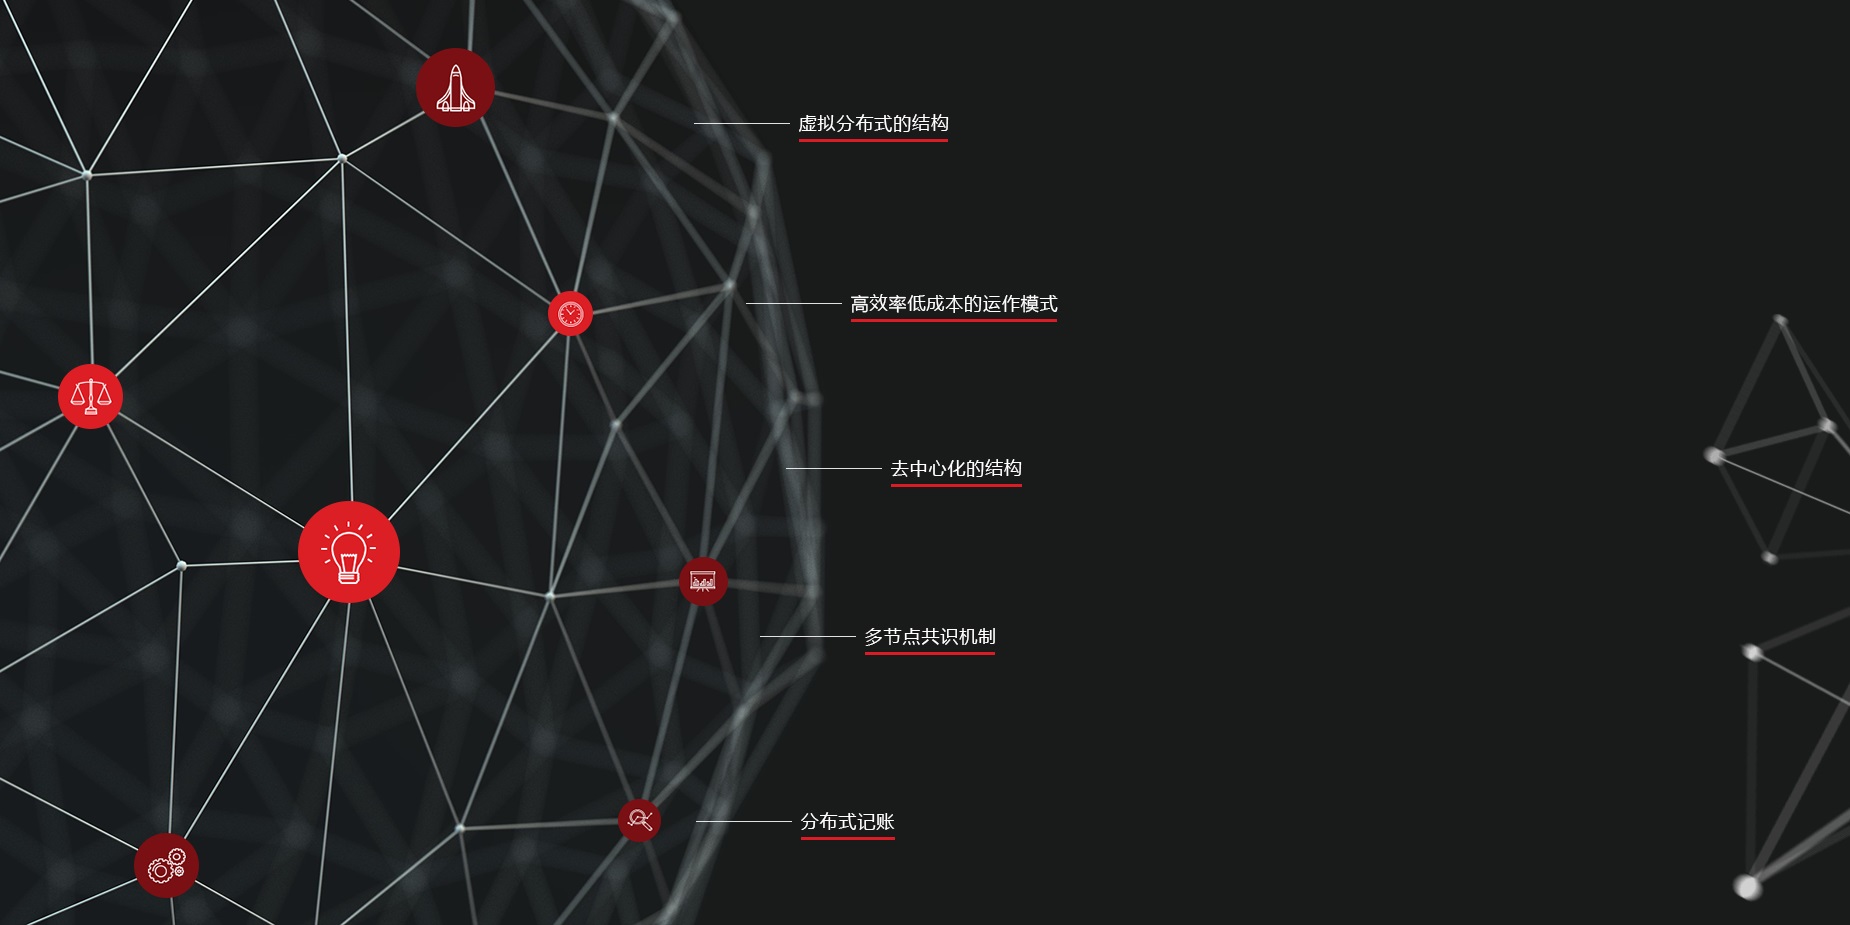 虚拟分布式的结构
高效率低成本的运作模式
去中心化的结构
多节点共识机制
分布式记账